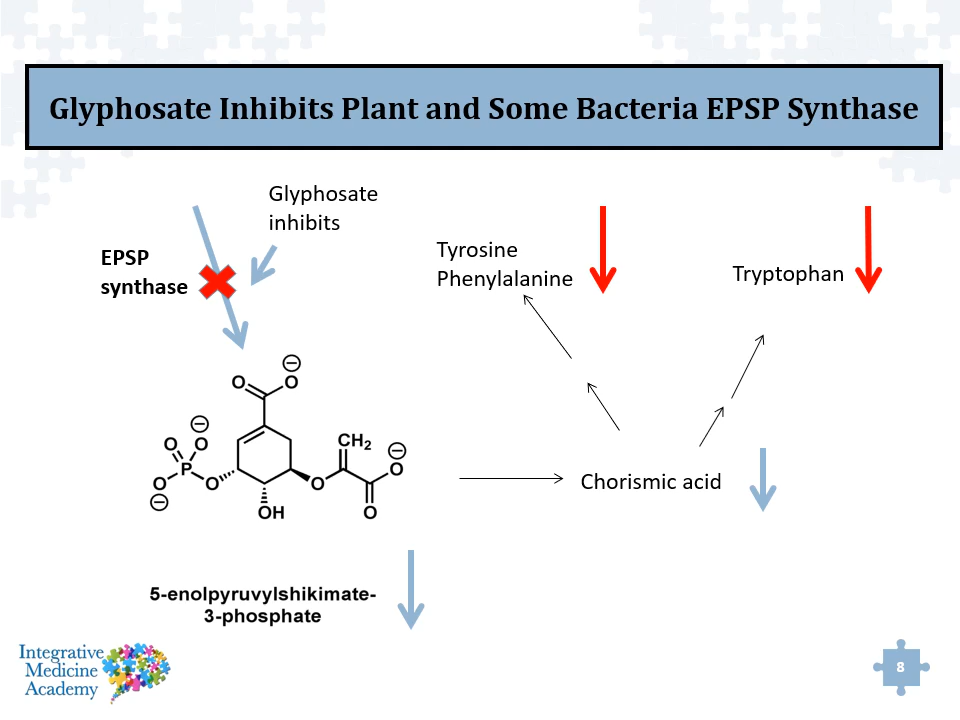 Glyphosate Inhibits Plant and Some Bacteria EPSP Synthase
Glyphosate
inhibits
EPSP
synthase
Tyrosine
Phenylalanine
Tryptophan
O
O
⊖
O
O
⊖
P
O
⊖
O
OH
O
CH2
O
⊖
O
Chorismic acid
5-enolpyruvylshikimate-
3-phosphate
Integrative
Medicine
Academy
8